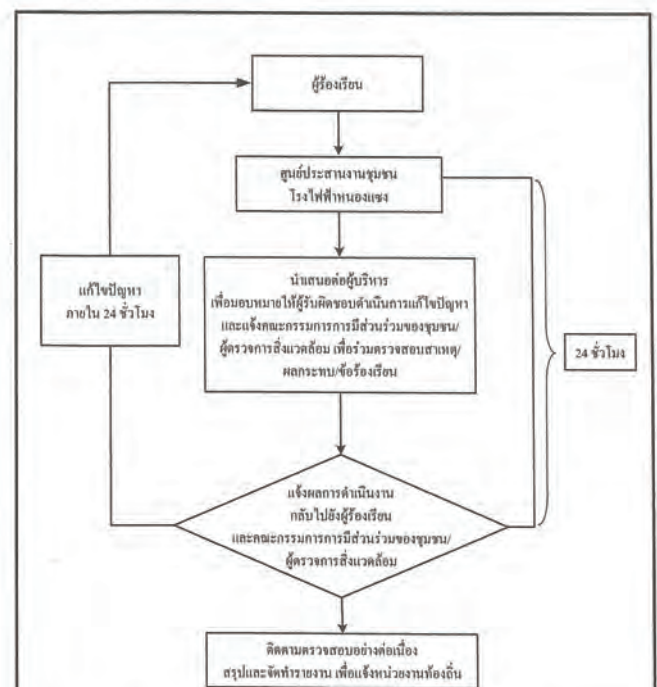 ผู้ร้องเรียน
ศูนย์ประสานงานชุมชน
โรงไฟฟ้าหนองแซง
นำเสนอต่อผู้บริหาร
เพื่อมอบหมายให้ผู้รับผิดชอบดำเนินการแก้ไขปัญหา
และแจ้งคณะกรรมการการมีส่วนร่วมของชุมชน/
ผู้ตรวจการสิ่งแวดล้อม เพื่อร่วมตรวจสอบสาเหตุ/
ผลกระทบ/ข้อร้องเรียน
แก้ไขปัญหา
ภายใน 24 ชั่วโมง
24 ชั่วโมง
แจ้งผลการดำเนินงาน
กลับไปยังผู้ร้องเรียน
และคณะกรรมการการมีส่วนร่วมของชุมชน/
ผู้ตรวจการสิ่งแวดล้อม
ติดตามตรวจสอบอย่างต่อเนื่อง
สรุปและจัดทำรายงาน เพื่อแจ้งหน่วยงานท้องถิ่น